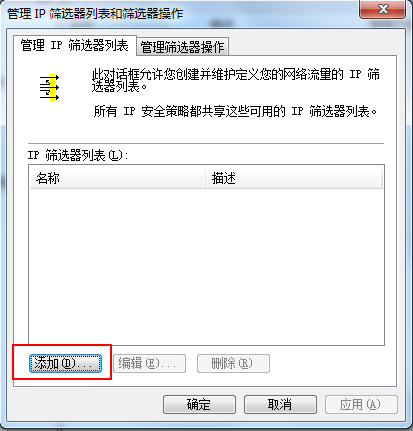 管理 IP 筛选器列表和筛选器操作
管理 IP 筛选器列表 管理筛选器操作
此对话框允许您创建并维护定义您的网络流量的 IP 筛
选器列表。
所有 IP 安全策略都共享这些可用的 IP 筛选器列表。
IP 筛选器列表(L):
名称 描述
添加(D)... 编辑(E)... 删除(R)
确定 取消 应用(A)